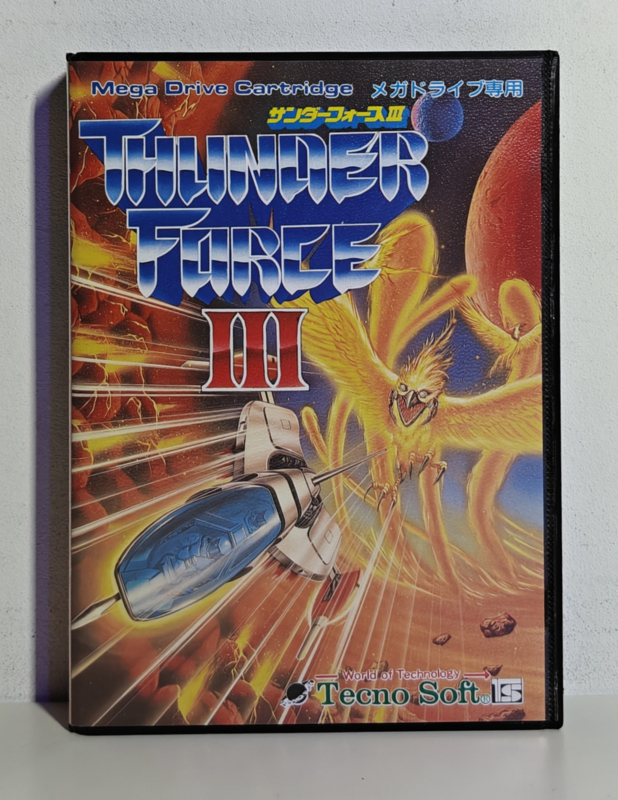 Mega Drive Cartridge メガドライブ専用
サンダーフォースIII
THUNDER
FORCE
III
World of Technology
Tecno Soft